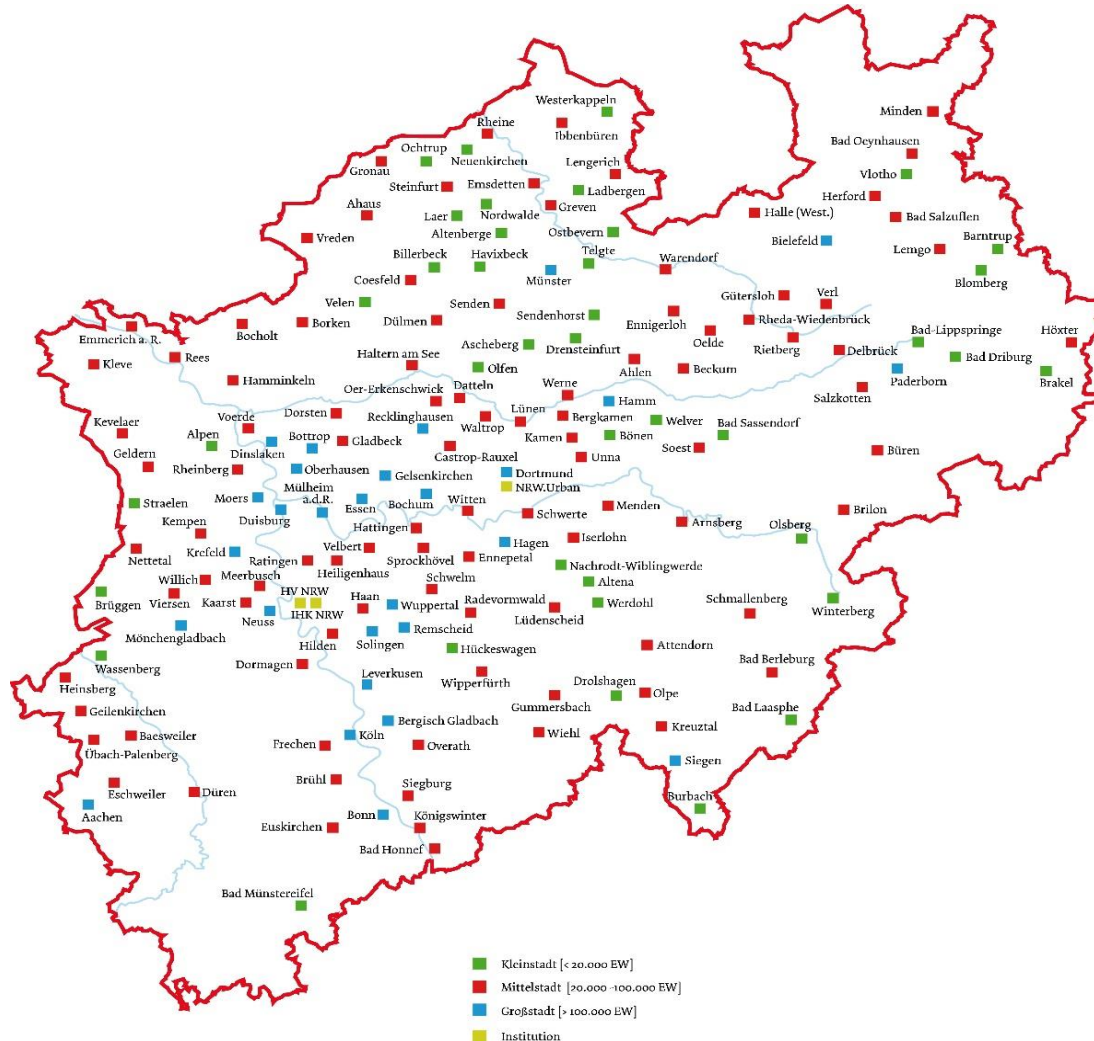 Westerkappeln
Minden
Rheine
Ibbenbüren
Bad Oeynhausen
Ochtrup
Neuenkirchen
Gronau
Lengerich
Vlotho
Steinfurt
Emsdetten
Ladbergen
Herford
Ahaus
Greven
Nordwalde
Halle (West.)
Bad Salzuflen
Laer
Altenberge
Ostbevern
Bielefeld
Barntrup
Vreden
Lemgo
Billerbeck
Havixbeck
Telgte
Warendorf
Coesfeld
Münster
Blomberg
Velen
Senden
Gütersloh
Verl
Sendenhorst
Rheda-Wiedenbrück
Bad-Lippspringe
Höxter
Emmerich a. R.
Bocholt
Borken
Dülmen
Ennigerloh
Oelde
Rietberg
Delbrück
Ascheberg
Drensteinfurt
Bad Driburg
Kleve
Rees
Haltern am See
Olfen
Ahlen
Beckum
Paderborn
Brakel
Hamminkeln
Oer-Erkenschwick
Datteln
Werne
Hamm
Salzkotten
Voerde
Dorsten
Recklinghausen
Waltrop
Lünen
Bergkamen
Welver
Bad Sassendorf
Kevelaer
Alpen
Bottrop
Gladbeck
Kamen
Bönen
Geldern
Dinslaken
Castrop-Rauxel
Unna
Soest
Büren
Rheinberg
Oberhausen
Gelsenkirchen
Dortmund
Straelen
Moers
Mülheim
a.d.R.
NRW.Urban
Essen
Bochum
Witten
Menden
Kempen
Duisburg
Schwerte
Arnsberg
Olsberg
Brilon
Hattingen
Nettetal
Krefeld
Velbert
Hagen
Iserlohn
Ratingen
Heiligenhaus
Sprockhövel
Ennepetal
Nachrodt-Wiblingwerde
Willich
Meerbusch
Altena
Brüggen
Viersen
HV NRW
Schwelm
Kaarst
IHK NRW
Haan
Wuppertal
Radevormwald
Werdohl
Schmallenberg
Winterberg
Neuss
Lüdenscheid
Mönchengladbach
Hilden
Solingen
Remscheid
Wassenberg
Hückeswagen
Attendorn
Dormagen
Bad Berleburg
Heinsberg
Leverkusen
Wipperfürth
Drolshagen
Olpe
Geilenkirchen
Gummersbach
Bad Laasphe
Bergisch Gladbach
Kreuztal
Baesweiler
Köln
Wiehl
Übach-Palenberg
Frechen
Overath
Siegen
Eschweiler
Düren
Brühl
Siegburg
Burbach
Aachen
Bonn
Königswinter
Euskirchen
Bad Honnef
Bad Münstereifel
Kleinstadt [< 20.000 EW]
Mittelstadt [20.000 -100.000 EW]
Großstadt [> 100.000 EW]
Institution